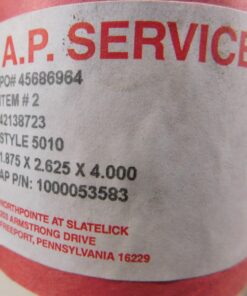 A.P. SERVICE
PO# 45686964
ITEM # 2
42138723
STYLE 5010
1.875 X 2.625 X 4.000
AP P/N: 1000053583
NORTHPOINTE AT SLATELICK
203 ARMSTRONG DRIVE
FREEPORT, PENNSYLVANIA 16229